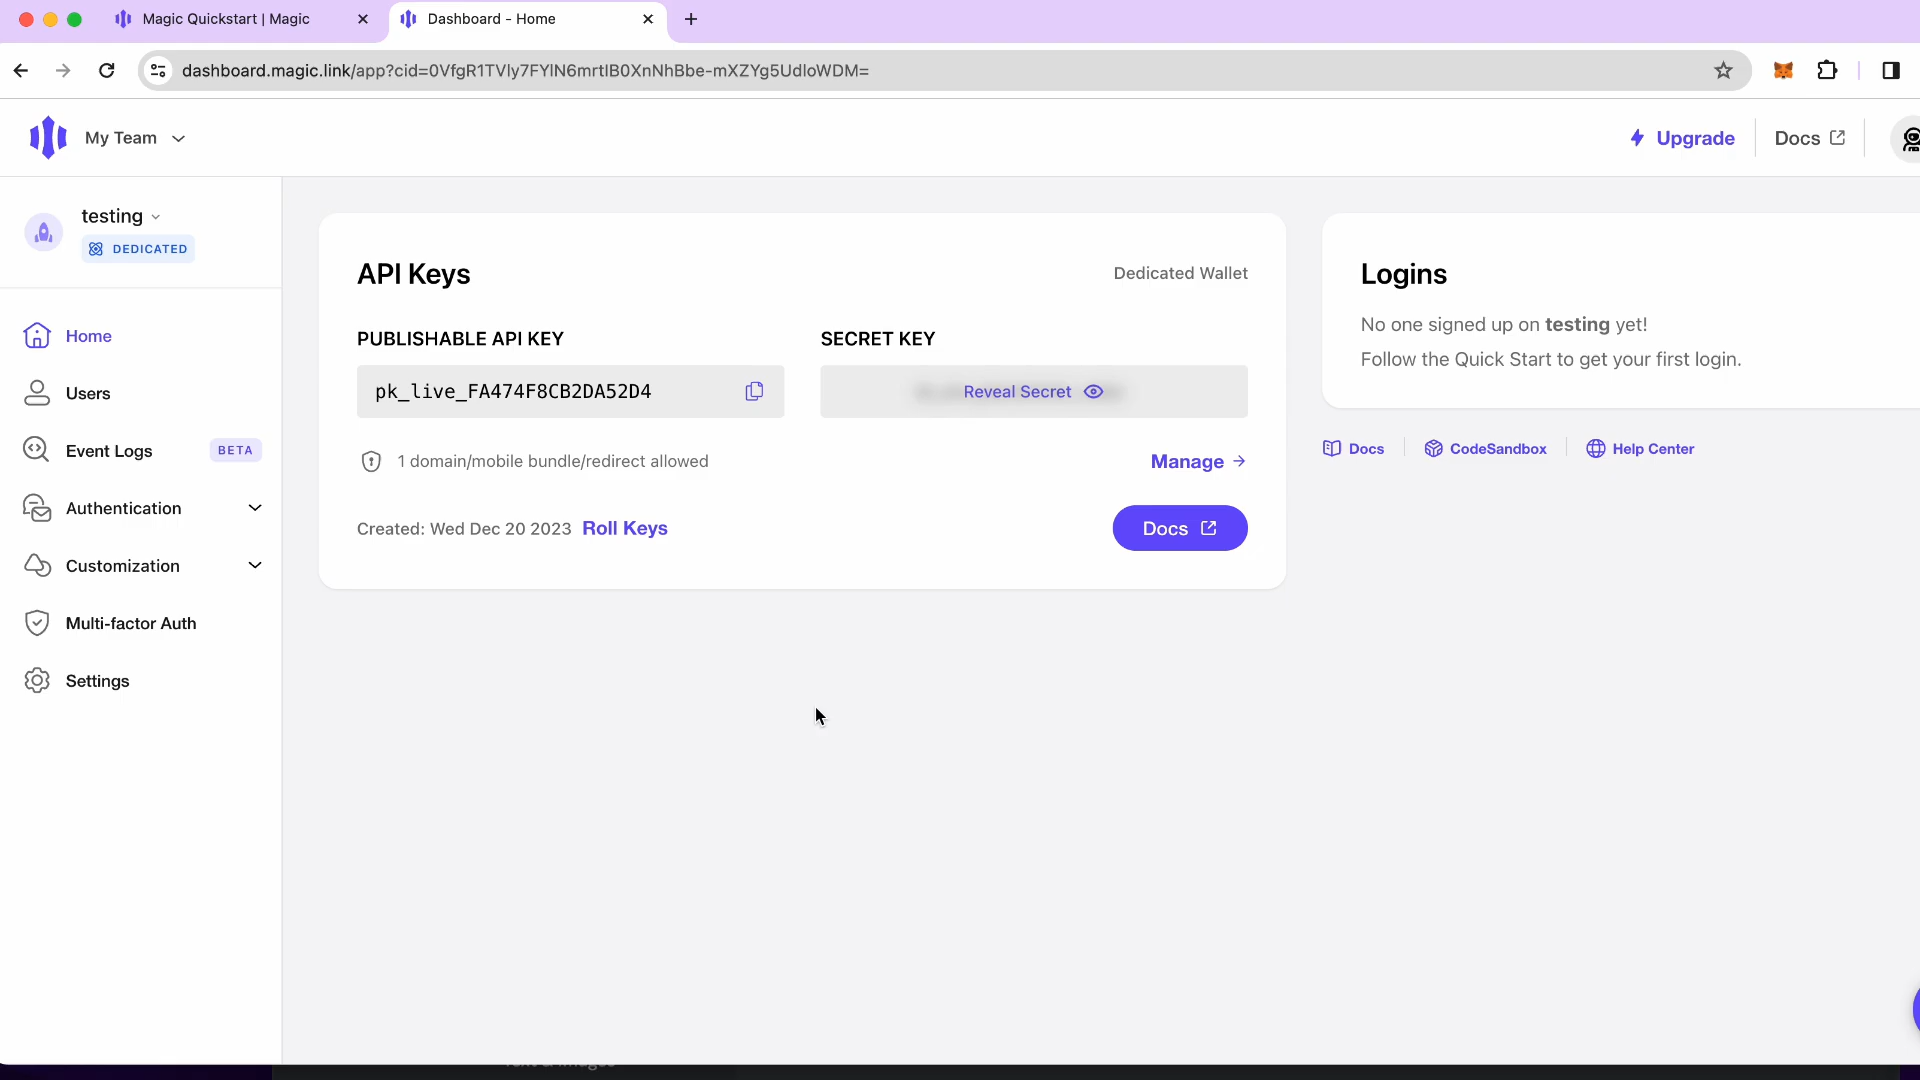 Magic Quickstart | Magic
Dashboard - Home
dashboard.magic.link/app?cid=0VfgR1TVly7FYlN6mrtlB0XnNhBbe-mXZYg5UdloWDM=
My Team
Upgrade
Docs
testing
DEDICATED
Home
Users
Event Logs
BETA
Authentication
Customization
Multi-factor Auth
Settings
API Keys
Dedicated Wallet
PUBLISHABLE API KEY
SECRET KEY
pk_live_FA474F8CB2DA52D4
Reveal Secret
1 domain/mobile bundle/redirect allowed
Manage
Created: Wed Dec 20 2023 Roll Keys
Docs
Logins
No one signed up on testing yet!
Follow the Quick Start to get your first login.
Docs
CodeSandbox
Help Center